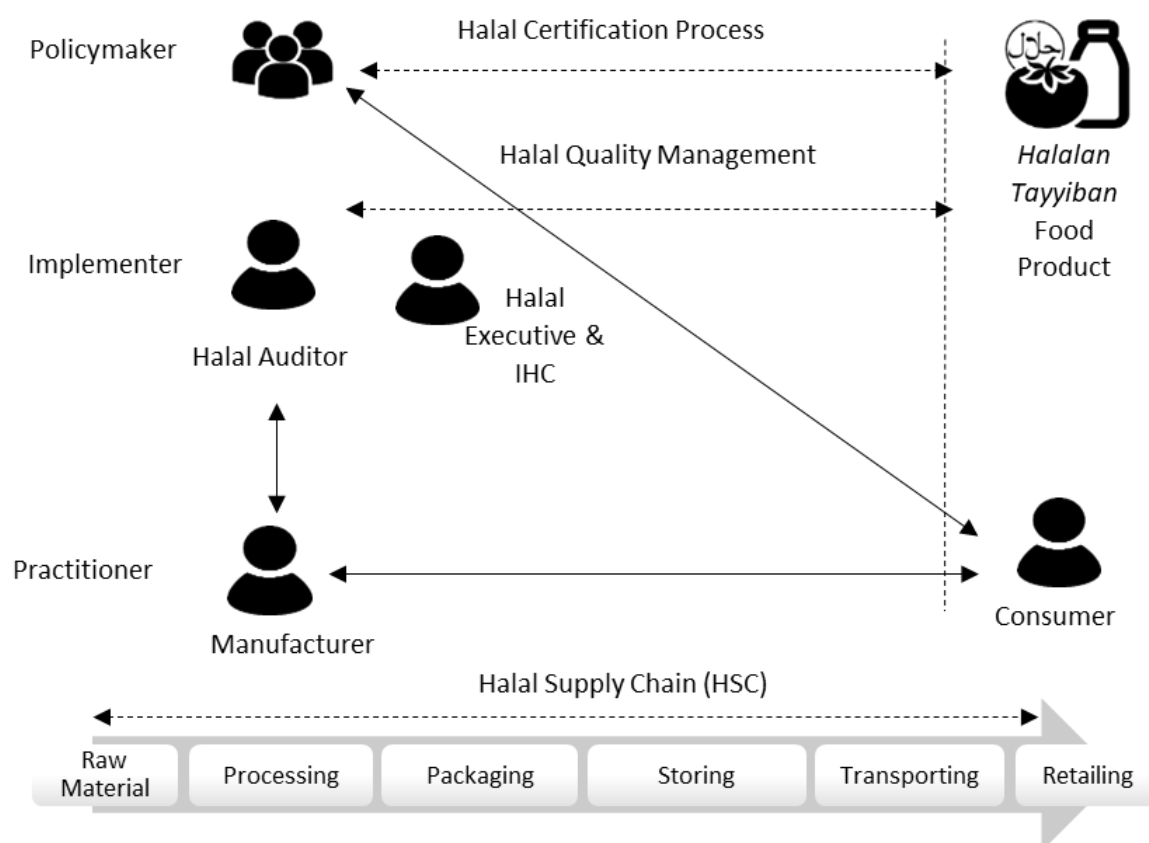 Policymaker
Halal Certification Process
حلال
Halal Quality Management
Halalan
Tayyiban
Food
Product
Implementer
Halal
Executive &
IHC
Halal Auditor
Practitioner
Manufacturer
Consumer
Halal Supply Chain (HSC)
Raw
Material
Processing
Packaging
Storing
Transporting
Retailing